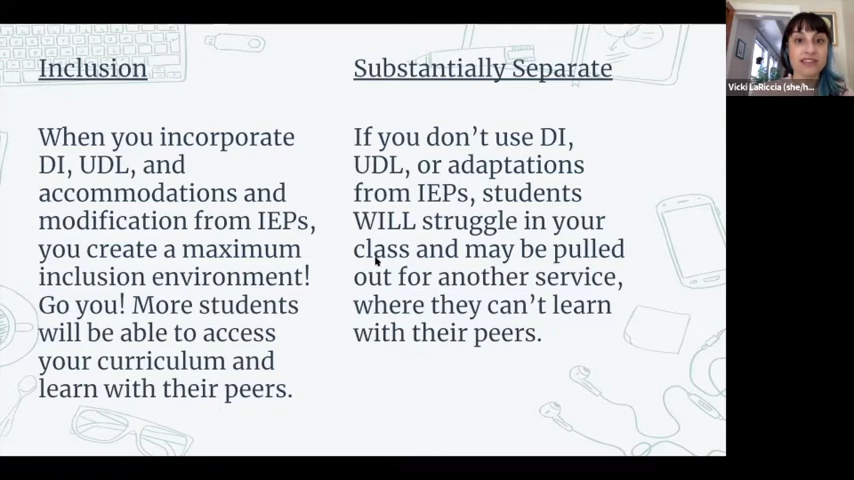 Inclusion
When you incorporate
DI, UDL, and
accommodations and
modification from IEPs,
you create a maximum
inclusion environment!
Go you! More students
will be able to access
your curriculum and
learn with their peers.
Substantially Separate
If you don’t use DI,
UDL, or adaptations
from IEPs, students
WILL struggle in your
class and may be pulled
out for another service,
where they can’t learn
with their peers.
Vicki LaRiccia (she/h...